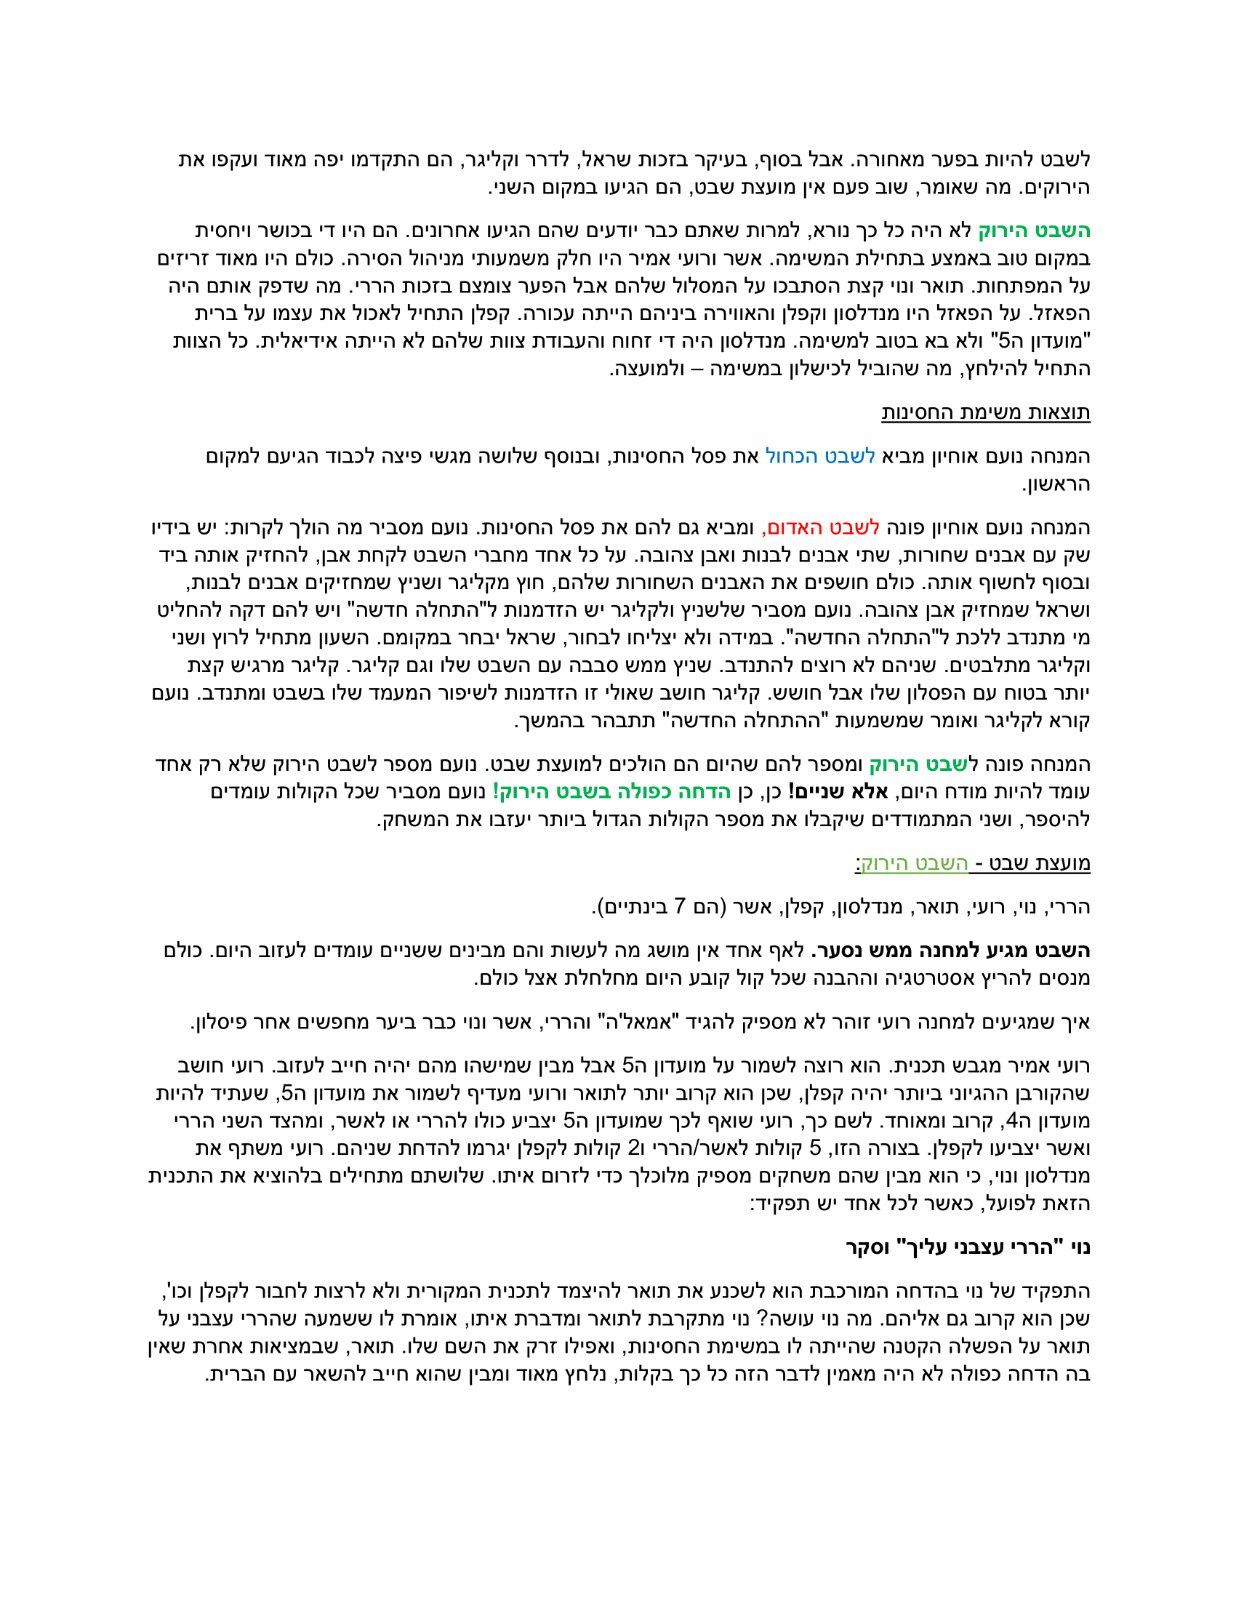 לשבט להיות בפער מאחורה. אבל בסוף, בעיקר בזכות שראל, לדרר וקליגר, הם התקדמו יפה מאוד ועקפו את
הירוקים. מה שאומר, שוב פעם אין מועצת שבט, הם הגיעו במקום השני.
השבט הירוק לא היה כל כך נורא, למרות שאתם כבר יודעים שהם הגיעו אחרונים. הם היו די בכושר ויחסית
במקום טוב באמצע בתחילת המשימה. אשר ורועי אמיר היו חלק משמעותי מניהול הסירה. כולם היו מאוד זריזים
על המפתחות. תואר ונוי קצת הסתבכו על המסלול שלהם אבל הפער צומצם בזכות הררי. מה שדפק אותם היה
הפאזל. על הפאזל היו מנדלסון וקפלן והאווירה ביניהם הייתה עכורה. קפלן התחיל לאכול את עצמו על ברית
"מועדון ה5" ולא בא בטוב למשימה. מנדלסון היה די זחוח והעבודת צוות שלהם לא הייתה אידיאלית. כל הצוות
התחיל להילחץ, מה שהוביל לכישלון במשימה – ולמועצה.
תוצאות משימת החסינות
המנחה נועם אוחיון מביא לשבט הכחול את פסל החסינות, ובנוסף שלושה מגשי פיצה לכבוד הגיעם למקום
הראשון.
המנחה נועם אוחיון פונה לשבט האדום, ומביא גם להם את פסל החסינות. נועם מסביר מה הולך לקרות: יש בידיו
שק עם אבנים שחורות, שתי אבנים לבנות ואבן צהובה. על כל אחד מחברי השבט לקחת אבן, להחזיק אותה ביד
ובסוף לחשוף אותה. כולם חושפים את האבנים השחורות שלהם, חוץ מקליגר ושניץ שמחזיקים אבנים לבנות,
ושראל שמחזיק אבן צהובה. נועם מסביר שלשניץ ולקליגר יש הזדמנות ל"התחלה חדשה" ויש להם דקה להחליט
מי מתנדב ללכת ל"התחלה החדשה". במידה ולא יצליחו לבחור, שראל יבחר במקומם. השעון מתחיל לרוץ ושני
וקליגר מתלבטים. שניהם לא רוצים להתנדב. שניץ ממש סבבה עם השבט שלו וגם קליגר. קליגר מרגיש קצת
יותר בטוח עם הפסלון שלו אבל חושש. קליגר חושב שאולי זו הזדמנות לשיפור המעמד שלו בשבט ומתנדב. נועם
קורא לקליגר ואומר שמשמעות "ההתחלה החדשה" תתבהר בהמשך.
המנחה פונה לשבט הירוק ומספר להם שהיום הם הולכים למועצת שבט. נועם מספר לשבט הירוק שלא רק אחד
עומד להיות מודח היום, אלא שניים! כן, כן הדחה כפולה בשבט הירוק! נועם מסביר שכל הקולות עומדים
להיספר, ושני המתמודדים שיקבלו את מספר הקולות הגדול ביותר יעזבו את המשחק.
מועצת שבט - השבט הירוק:
הררי, נוי, רועי, תואר, מנדלסון, קפלן, אשר (הם 7 בינתיים).
השבט מגיע למחנה ממש נסער. לאף אחד אין מושג מה לעשות והם מבינים ששניים עומדים לעזוב היום. כולם
מנסים להריץ אסטרטגיה וההבנה שכל קול קובע היום מחלחלת אצל כולם.
איך שמגיעים למחנה רועי זוהר לא מספיק להגיד "אמאל'ה" והררי, אשר ונוי כבר ביער מחפשים אחר פיסלון.
רועי אמיר מגבש תכנית. הוא רוצה לשמור על מועדון ה5 אבל מבין שמישהו מהם יהיה חייב לעזוב. רועי חושב
שהקורבן ההגיוני ביותר יהיה קפלן, שכן הוא קרוב יותר לתואר ורועי מעדיף לשמור את מועדון ה5, שעתיד להיות
מועדון ה4, קרוב ומאוחד. לשם כך, רועי שואף לכך שמועדון ה5 יצביע כולו להררי או לאשר, ומהצד השני הררי
ואשר יצביעו לקפלן. בצורה הזו, 5 קולות לאשר/הררי ו2 קולות לקפלן יגרמו להדחת שניהם. רועי משתף את
מנדלסון ונוי, כי הוא מבין שהם משחקים מספיק מלוכלך כדי לזרום איתו. שלושתם מתחילים בלהוציא את התכנית
הזאת לפועל, כאשר לכל אחד יש תפקיד:
נוי "הררי עצבני עליך" וסקר
התפקיד של נוי בהדחה המורכבת הוא לשכנע את תואר להיצמד לתכנית המקורית ולא לרצות לחבור לקפלן וכו',
שכן הוא קרוב גם אליהם. מה נוי עושה? נוי מתקרבת לתואר ומדברת איתו, אומרת לו ששמעה שהררי עצבני על
תואר על הפשלה הקטנה שהייתה לו במשימת החסינות, ואפילו זרק את השם שלו. תואר, שבמציאות אחרת שאין
בה הדחה כפולה לא היה מאמין לדבר הזה כל כך בקלות, נלחץ מאוד ומבין שהוא חייב להשאר עם הברית.